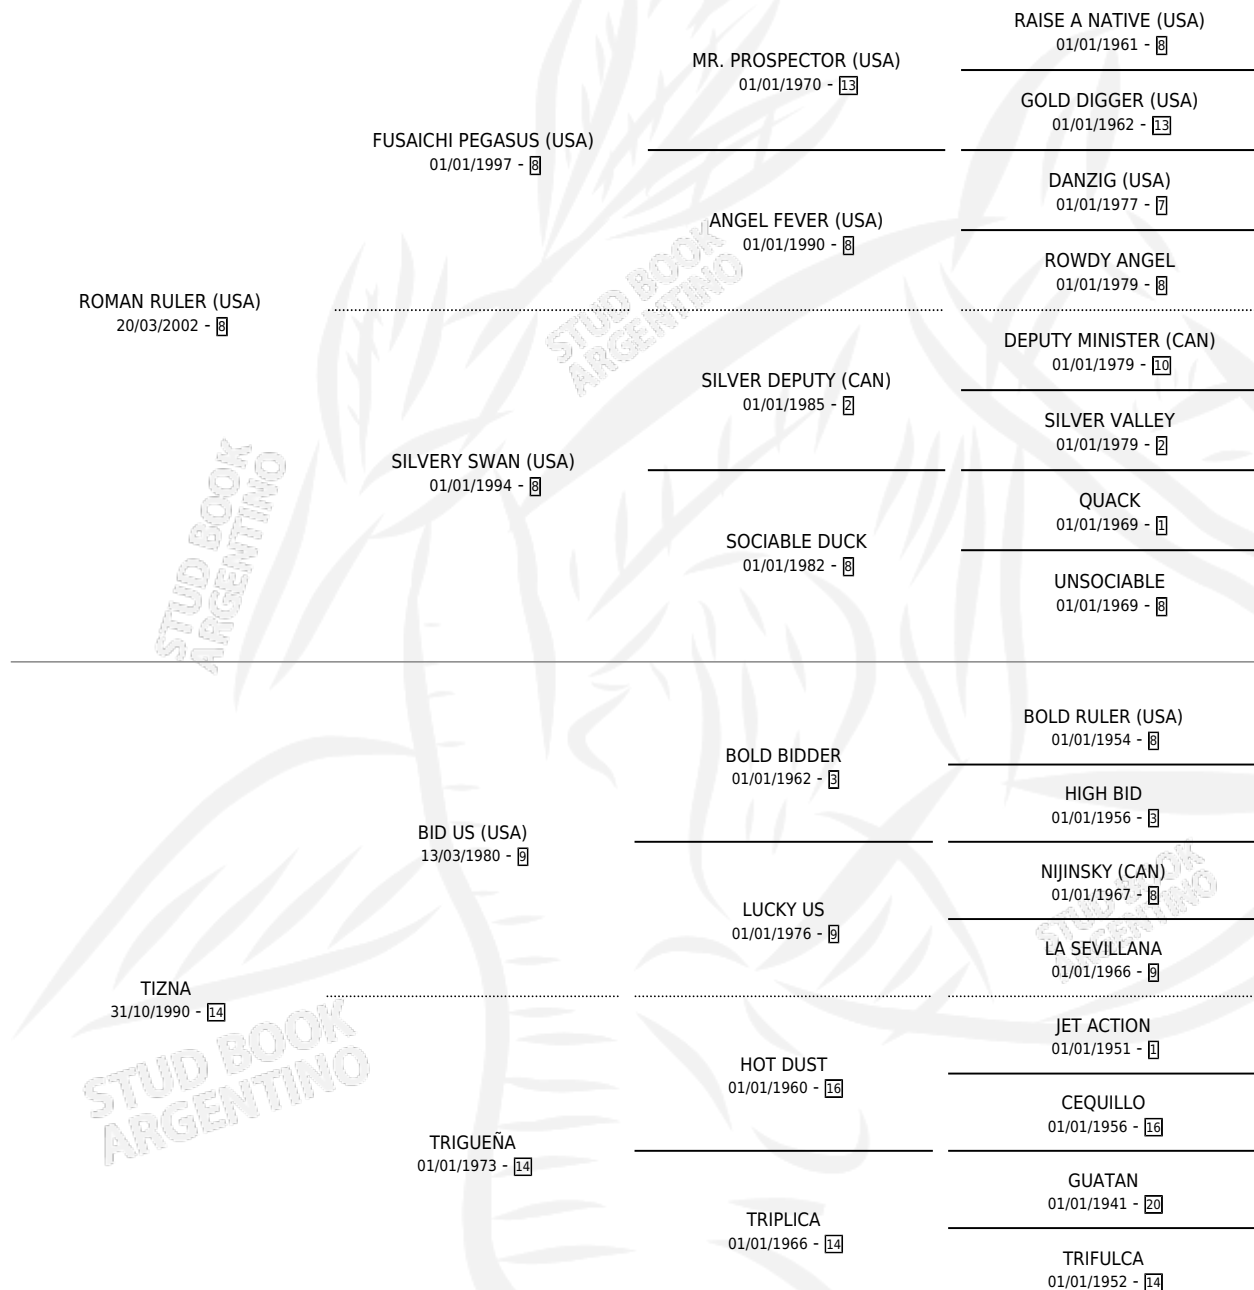 RAISE A NATIVE (USA)
01/01/1961 - 8
MR. PROSPECTOR (USA)
01/01/1970 - 13
GOLD DIGGER (USA)
01/01/1962 - 13
FUSAICHI PEGASUS (USA)
01/01/1997 - 8
DANZIG (USA)
01/01/1977 - 7
ANGEL FEVER (USA)
01/01/1990 - 8
ROWDY ANGEL
01/01/1979 - 8
ROMAN RULER (USA)
20/03/2002 - 8
DEPUTY MINISTER (CAN)
01/01/1979 - 10
SILVER DEPUTY (CAN)
01/01/1985 - 2
SILVER VALLEY
01/01/1979 - 2
SILVERY SWAN (USA)
01/01/1994 - 8
QUACK
01/01/1969 - 1
SOCIABLE DUCK
01/01/1982 - 8
UNSOCIABLE
01/01/1969 - 8
STUD BOOK
ARGENTINO
STUD BOOK
ARGENTINO
BOLD RULER (USA)
01/01/1954 - 8
BOLD BIDDER
01/01/1962 - 3
HIGH BID
01/01/1956 - 3
BID US (USA)
13/03/1980 - 9
NIJINSKY (CAN)
01/01/1967 - 8
LUCKY US
01/01/1976 - 9
LA SEVILLANA
01/01/1966 - 9
STUD BOOK
ARGENTINO
TIZNA
31/10/1990 - 14
JET ACTION
01/01/1951 - 1
HOT DUST
01/01/1960 - 16
CEQUILLO
01/01/1956 - 16
STUD BOOK
ARGENTINO
TRIGUEÑA
01/01/1973 - 14
GUATAN
01/01/1941 - 20
TRIPLICA
01/01/1966 - 14
TRIFULCA
01/01/1952 - 14